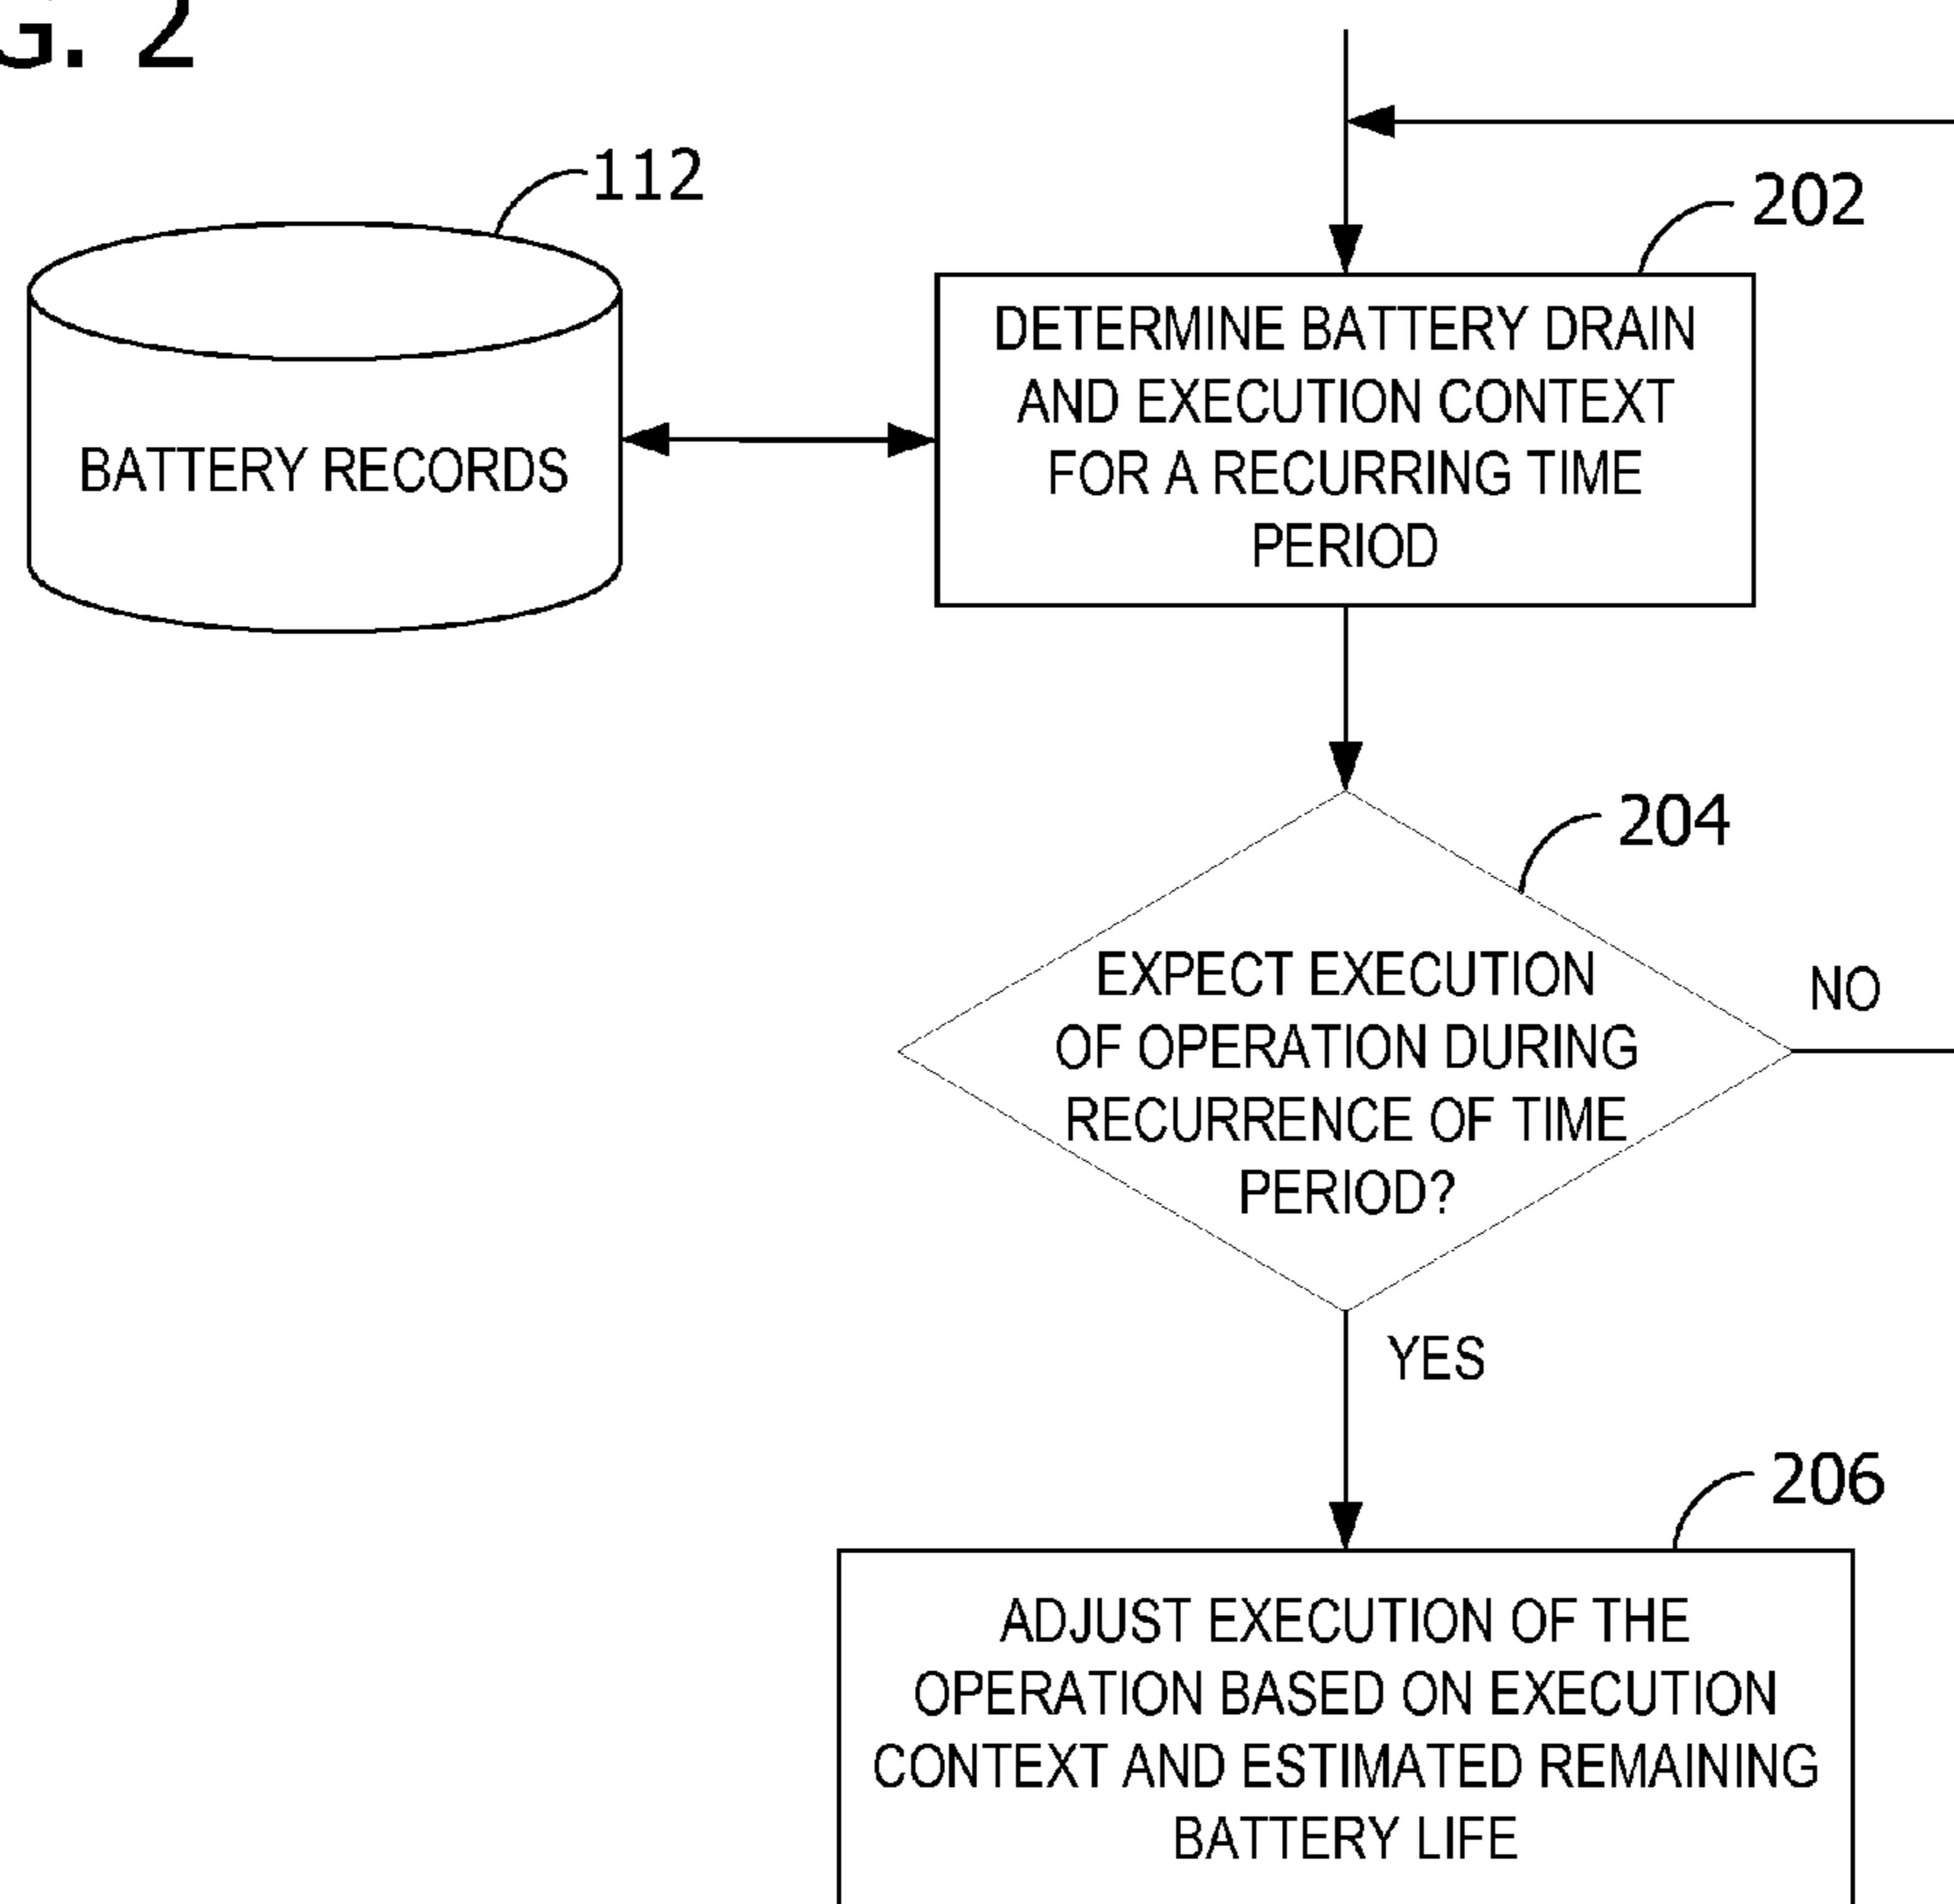 G. 2
112
202
DETERMINE BATTERY DRAIN
AND EXECUTION CONTEXT
FOR A RECURRING TIME
PERIOD
BATTERY RECORDS
204
EXPECT EXECUTION
OF OPERATION DURING
RECURRENCE OF TIME
PERIOD?
NO
YES
206
ADJUST EXECUTION OF THE
OPERATION BASED ON EXECUTION
CONTEXT AND ESTIMATED REMAINING
BATTERY LIFE